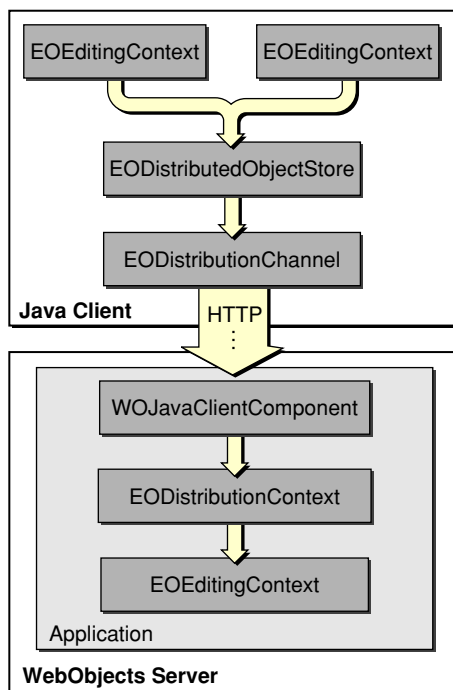 EOEditingContext EOEditingContext
EODistributedObjectStore
EODistributionChannel
Java Client
HTTP
⋮
WOJavaClientComponent
EODistributionContext
EOEditingContext
Application
WebObjects Server